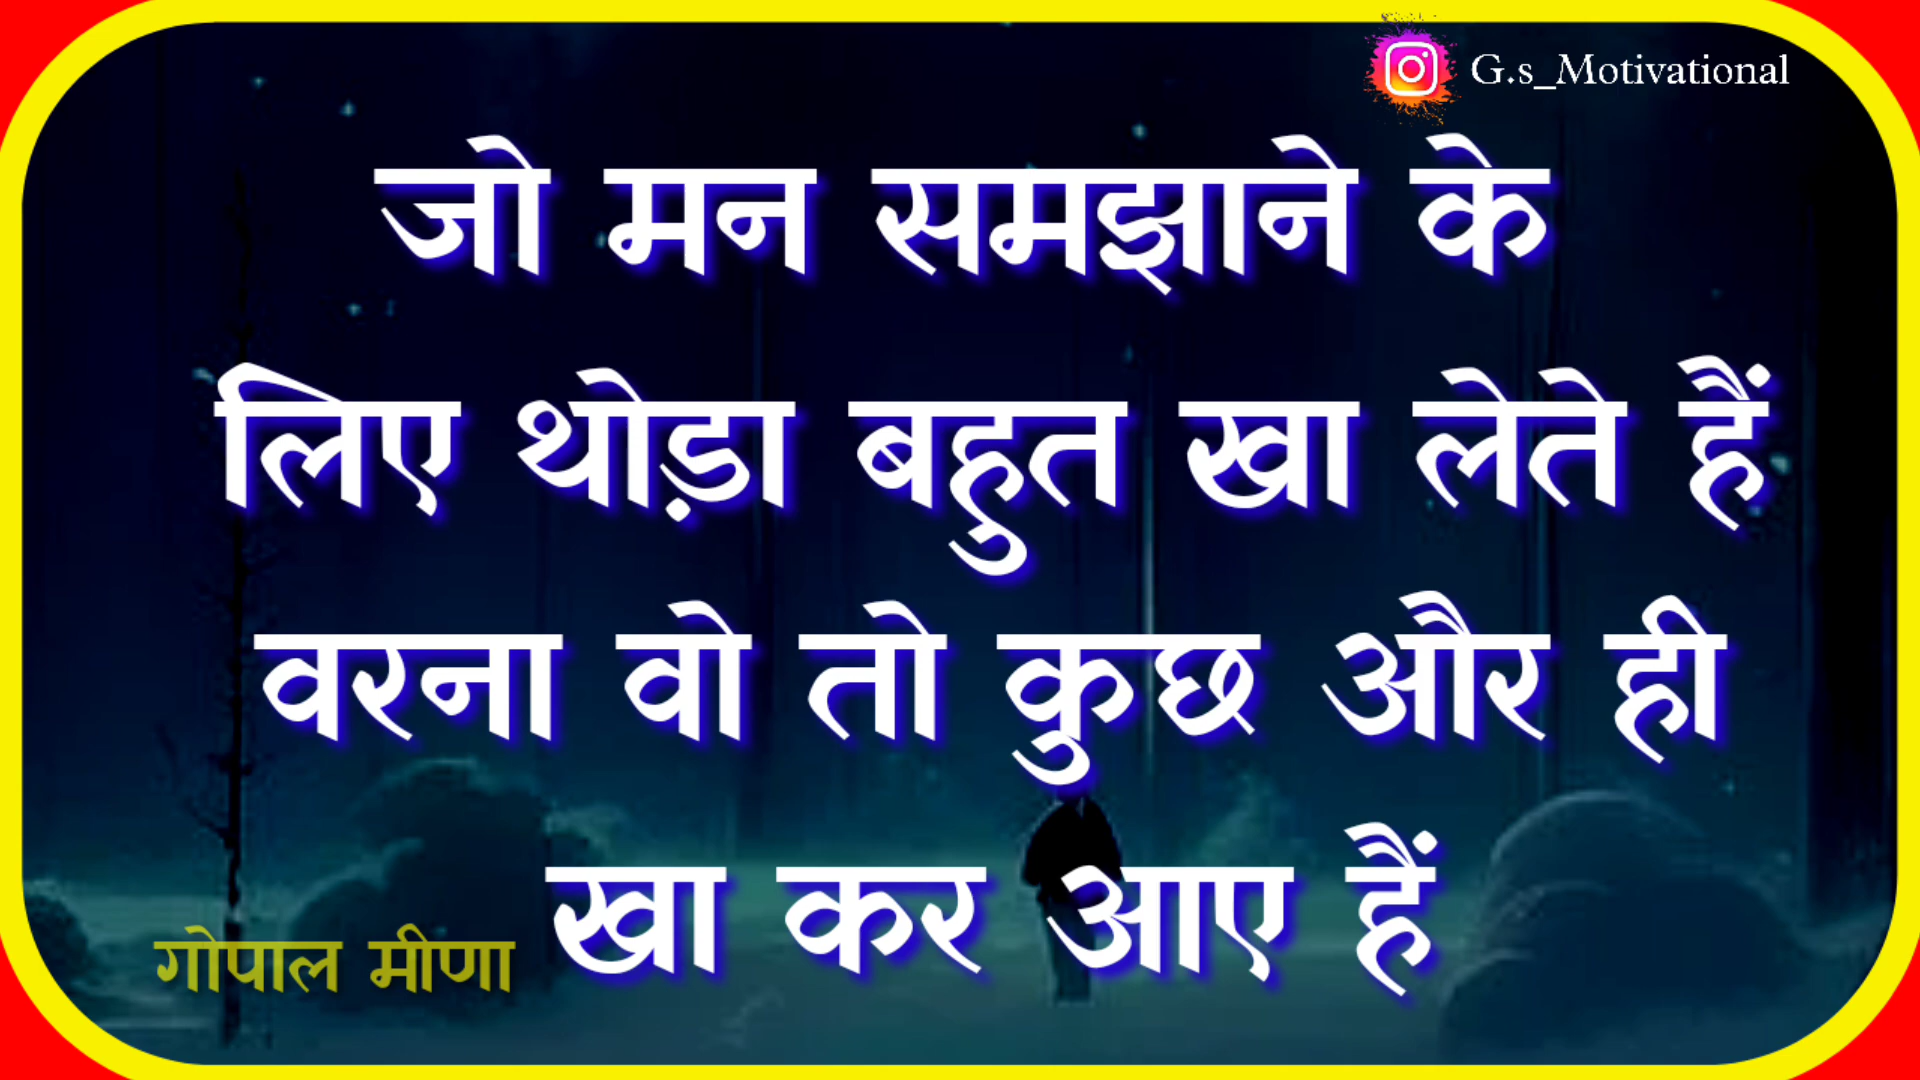 G.s_Motivational
जो मन समझाने के
लिए थोड़ा बहुत खा लेते हैं
वरना वो तो कुछ और ही
खा कर आए हैं
गोपाल मीणा